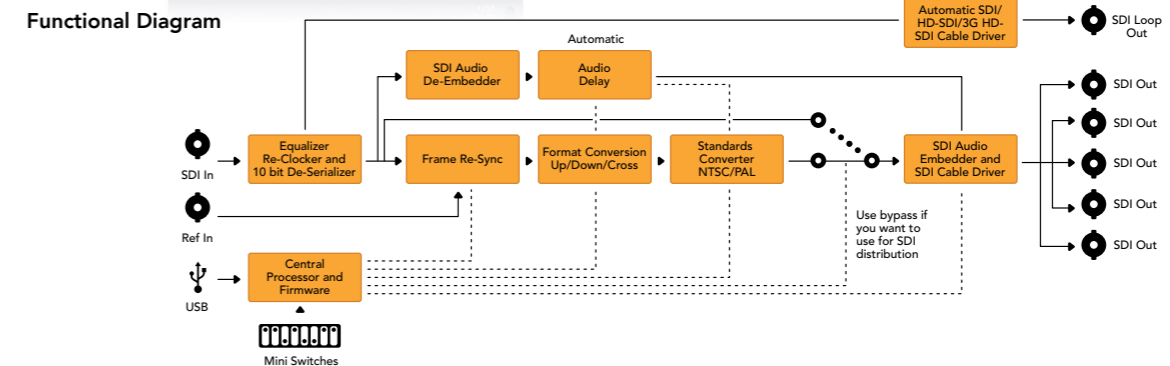 Functional Diagram
Automatic SDI/
HD-SDI/3G HD-
SDI Cable Driver
SDI Loop
Out
Automatic
SDI Audio
De-Embedder
Audio
Delay
SDI Out
SDI Out
SDI In
Equalizer
Re-Clocker and
10 bit De-Serializer
Frame Re-Sync
Format Conversion
Up/Down/Cross
Standards
Converter
NTSC/PAL
SDI Audio
Embedder and
SDI Cable Driver
SDI Out
SDI Out
SDI Out
Ref In
Use bypass if
you want to
use for SDI
distribution
USB
Central
Processor and
Firmware
Mini Switches